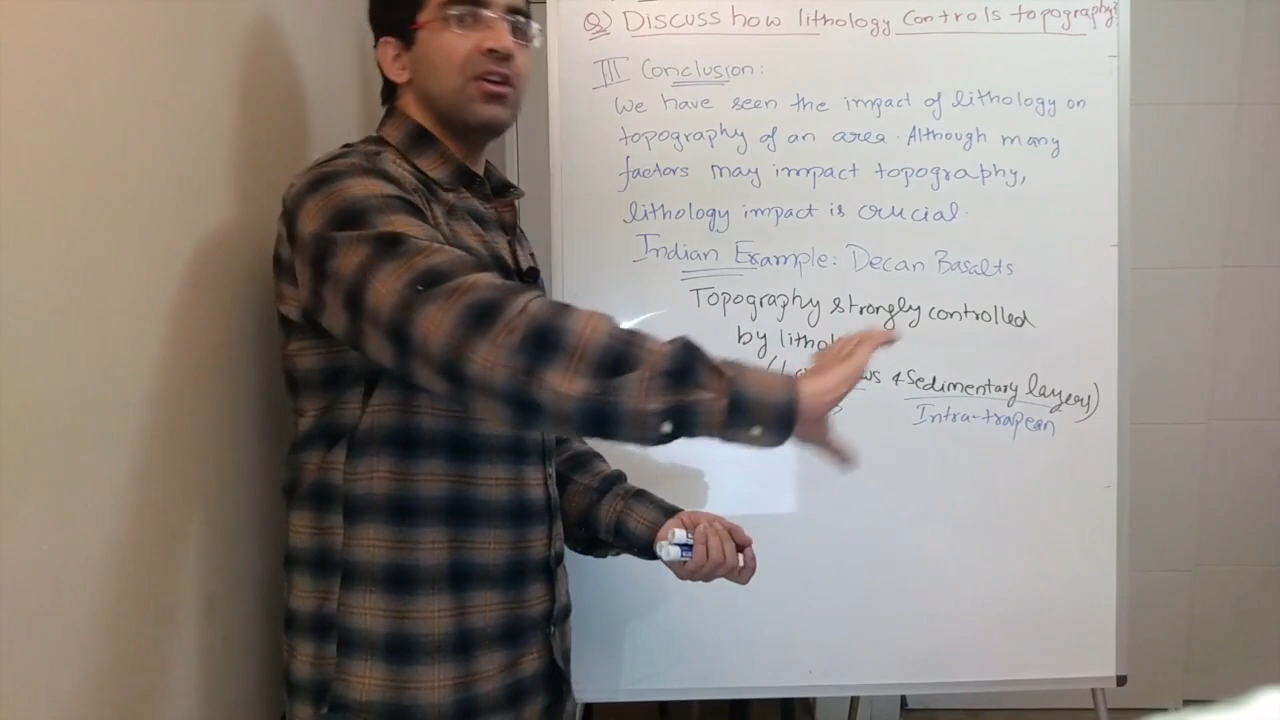 Q) Discuss how lithology controls topography?
III Conclusion:
We have seen the impact of lithology on
topography of an area. Although many
factors may impact topography,
lithology impact is crucial.
Indian Example: Decan Basalts
Topography strongly controlled
by
& Sedimentary layers)
Intra-trapean